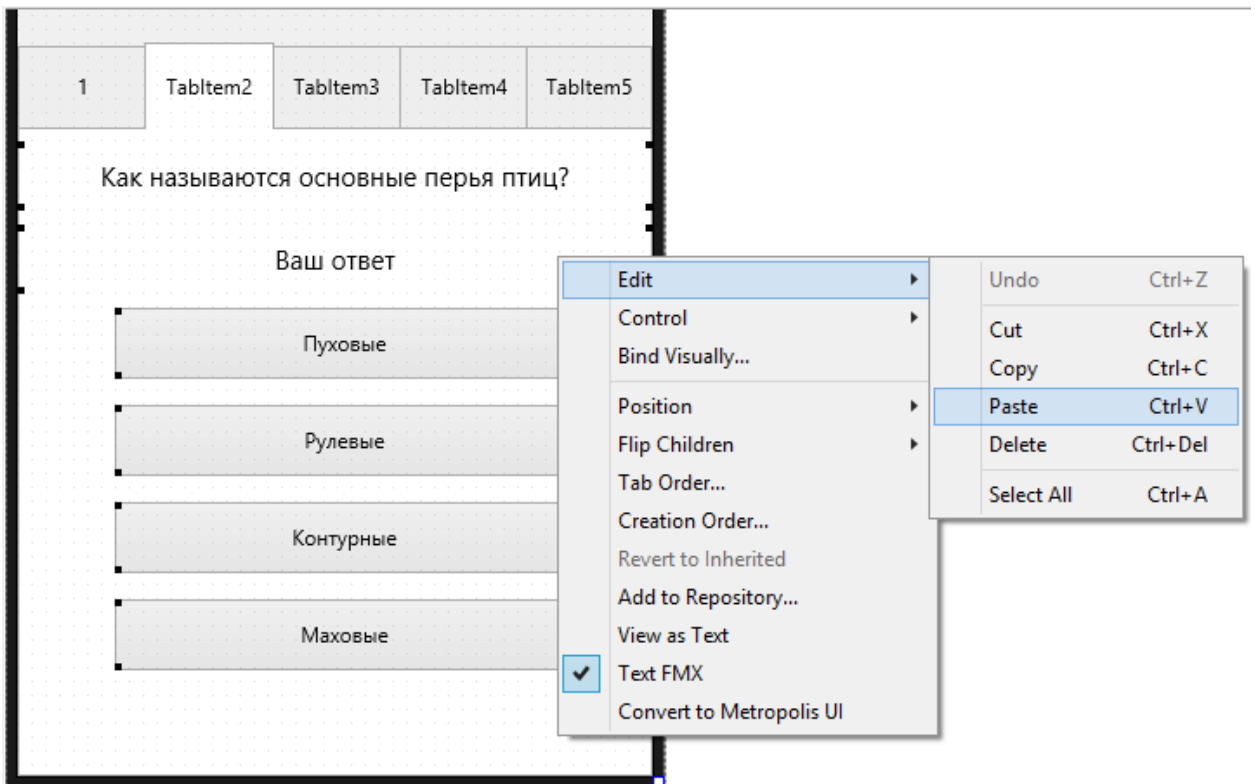 1 TabItem2 TabItem3 TabItem4 TabItem5
Как называются основные перья птиц?
Ваш ответ
Пуховые
Рулевые
Контурные
Маховые
Edit
Control
Bind Visually...
Position
Flip Children
Tab Order...
Creation Order...
Revert to Inherited
Add to Repository...
View as Text
Text FMX
Convert to Metropolis UI
Undo Ctrl+Z
Cut Ctrl+X
Copy Ctrl+C
Paste Ctrl+V
Delete Ctrl+Del
Select All Ctrl+A